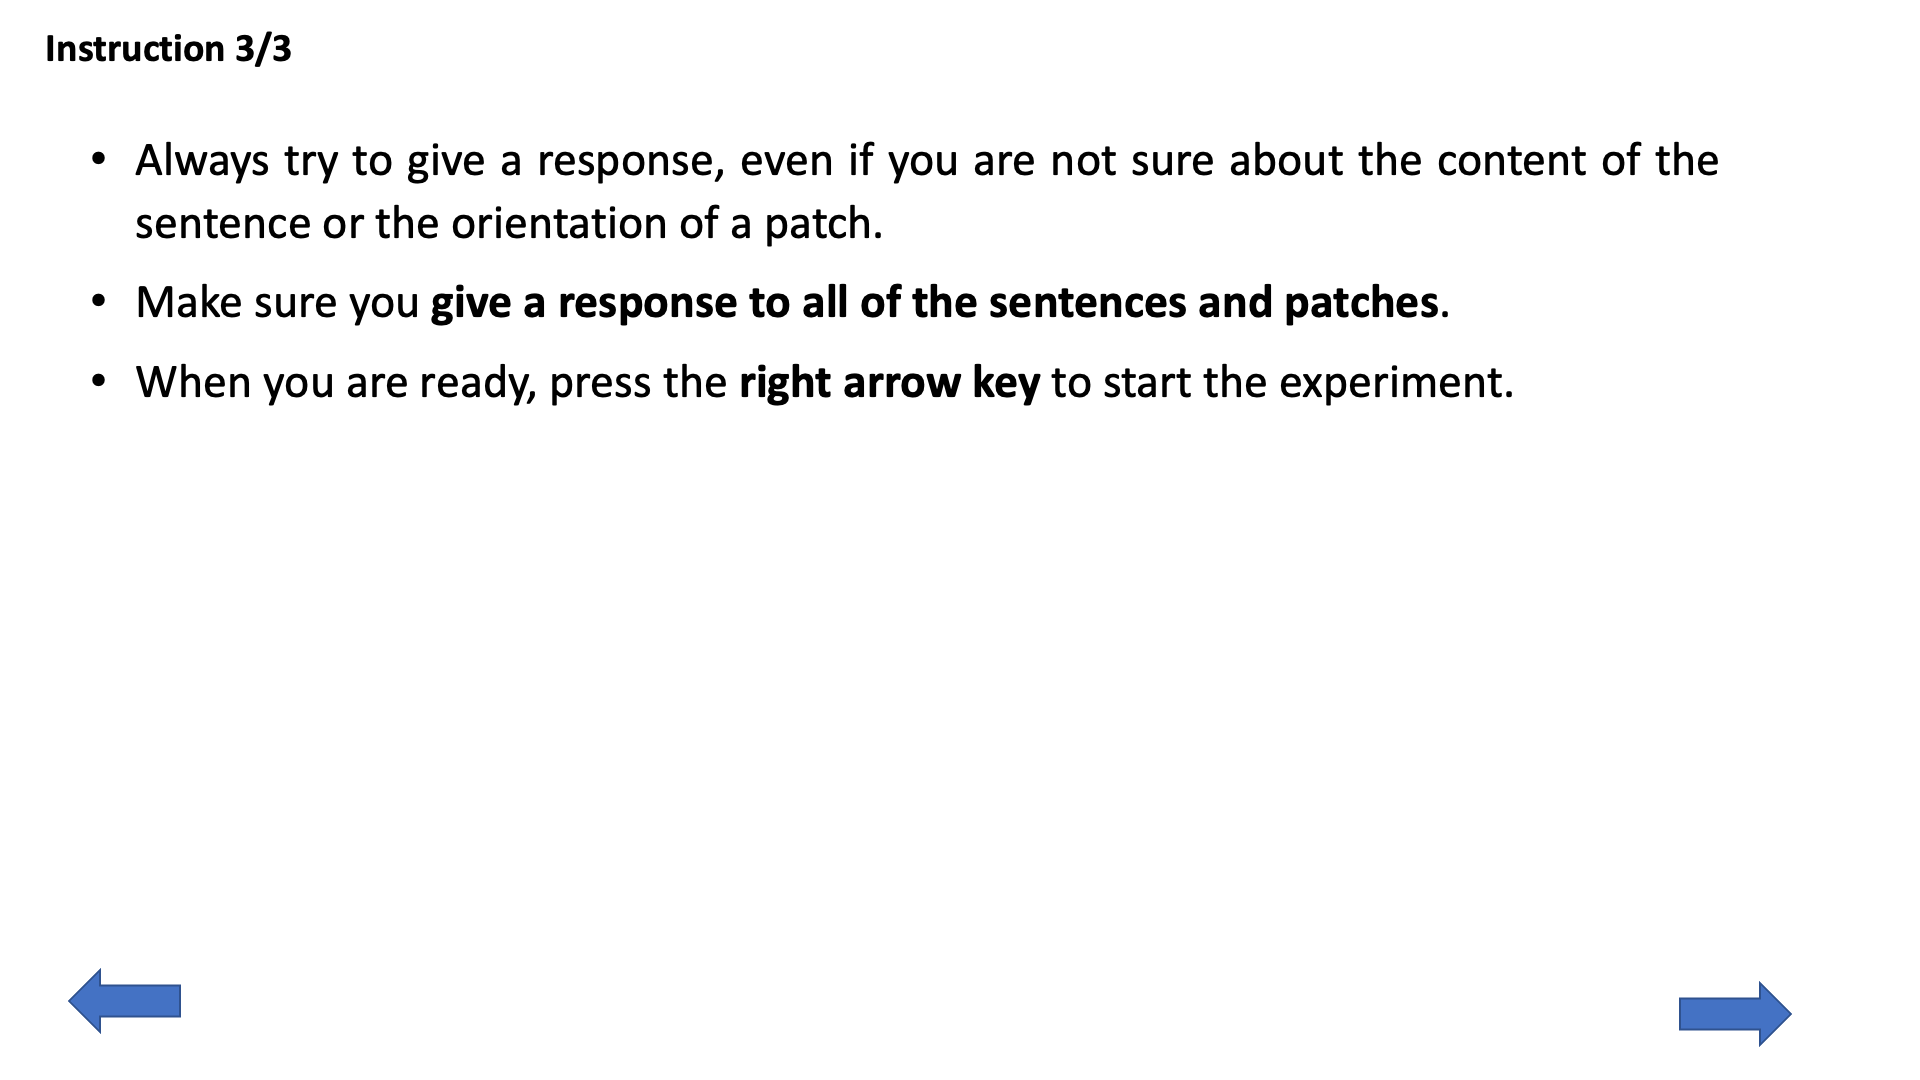 Instruction 3/3
• Always try to give a response, even if you are not sure about the content of the
sentence or the orientation of a patch.
• Make sure you give a response to all of the sentences and patches.
• When you are ready, press the right arrow key to start the experiment.